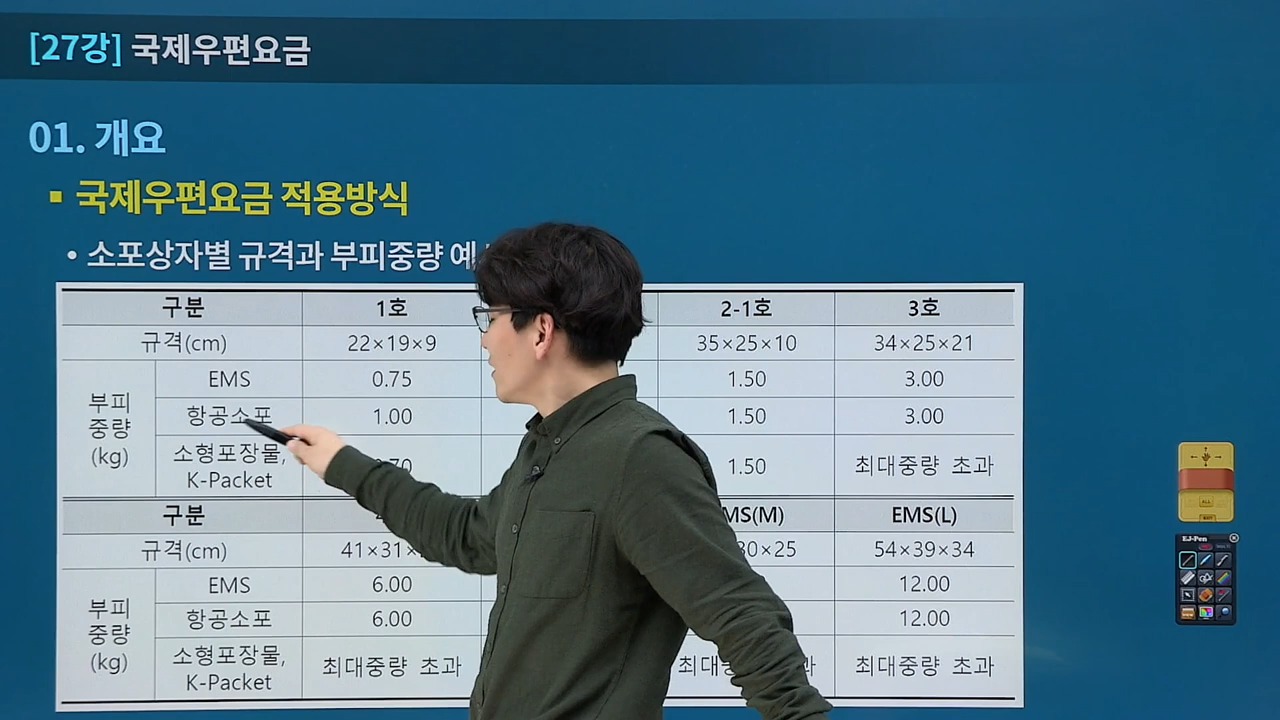 [27강] 국제우편요금
01. 개요
▪ 국제우편요금 적용방식
• 소포상자별 규격과 부피중량 예
구분 1호 2-1호 3호
규격(cm) 22×19×9 35×25×10 34×25×21
부피중량(kg) EMS 0.75 1.50 3.00
항공소포 1.00 1.50 3.00
소형포장물, K-Packet 1.50 최대중량 초과
구분 EMS(L)
규격(cm) 54×39×34
부피중량(kg) EMS 6.00 12.00
항공소포 6.00 12.00
소형포장물, K-Packet 최대중량 초과 최대중량 초과
ALL
EJ-Pen